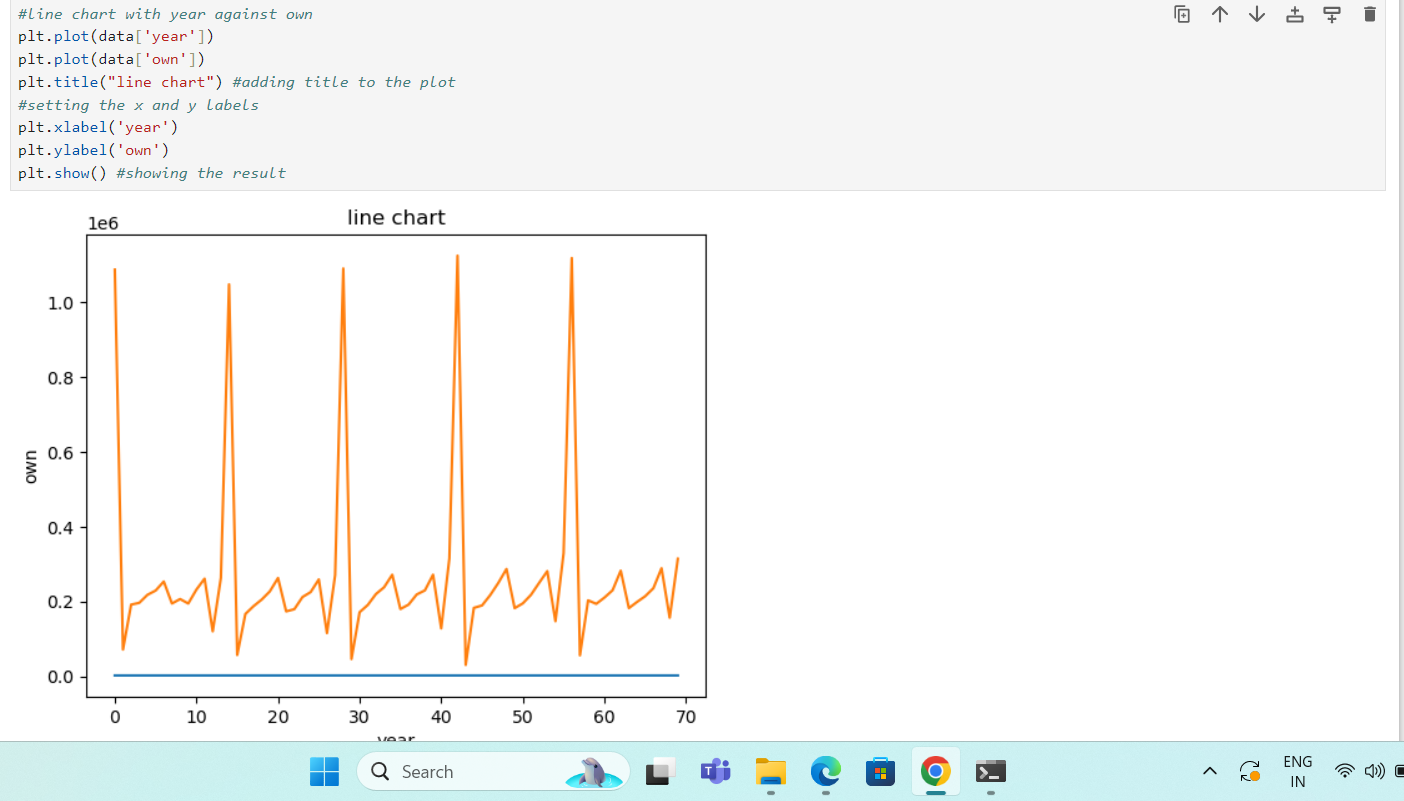 #line chart with year against own
plt.plot(data['year'])
plt.plot(data['own'])
plt.title("line chart") #adding title to the plot
#setting the x and y labels
plt.xlabel('year')
plt.ylabel('own')
plt.show() #showing the result
line chart
1e6
1.0
0.8
0.6
0.4
0.2
0.0
own
0 10 20 30 40 50 60 70
year
Search
T
ENG
IN